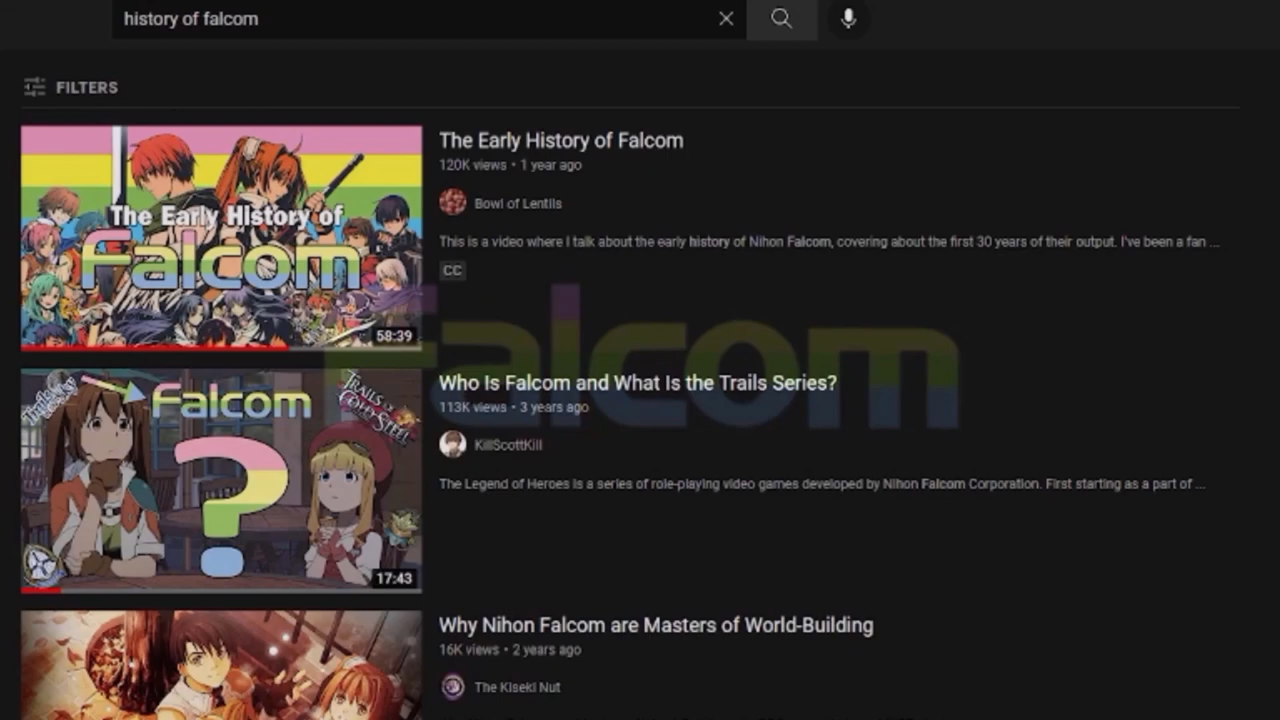 history of falcom
FILTERS
The Early History of
Falcom
58:39
The Early History of Falcom
120K views • 1 year ago
Bowl of Lentils
This is a video where I talk about the early history of Nihon Falcom, covering about the first 30 years of their output. I've been a fan ...
CC
Falcom
Falcom
TRAILS OF
COLD STEEL
?
17:43
Who Is Falcom and What Is the Trails Series?
113K views • 3 years ago
KillScottKill
The Legend of Heroes is a series of role-playing video games developed by Nihon Falcom Corporation. First starting as a part of ...
Why Nihon Falcom are Masters of World-Building
16K views • 2 years ago
The Kiseki Nut